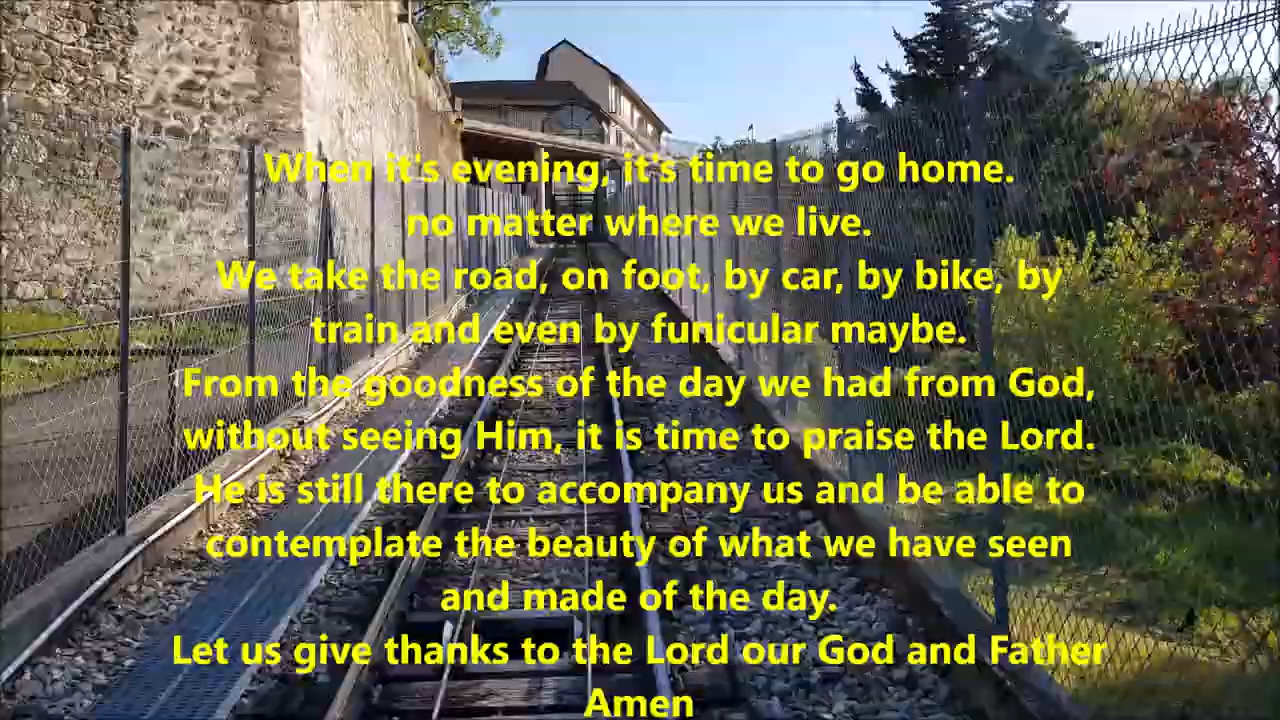 When it's evening, it's time to go home.
no matter where we live.
We take the road, on foot, by car, by bike, by
train and even by funicular maybe.
From the goodness of the day we had from God,
without seeing Him, it is time to praise the Lord.
He is still there to accompany us and be able to
contemplate the beauty of what we have seen
and made of the day.
Let us give thanks to the Lord our God and Father
Amen